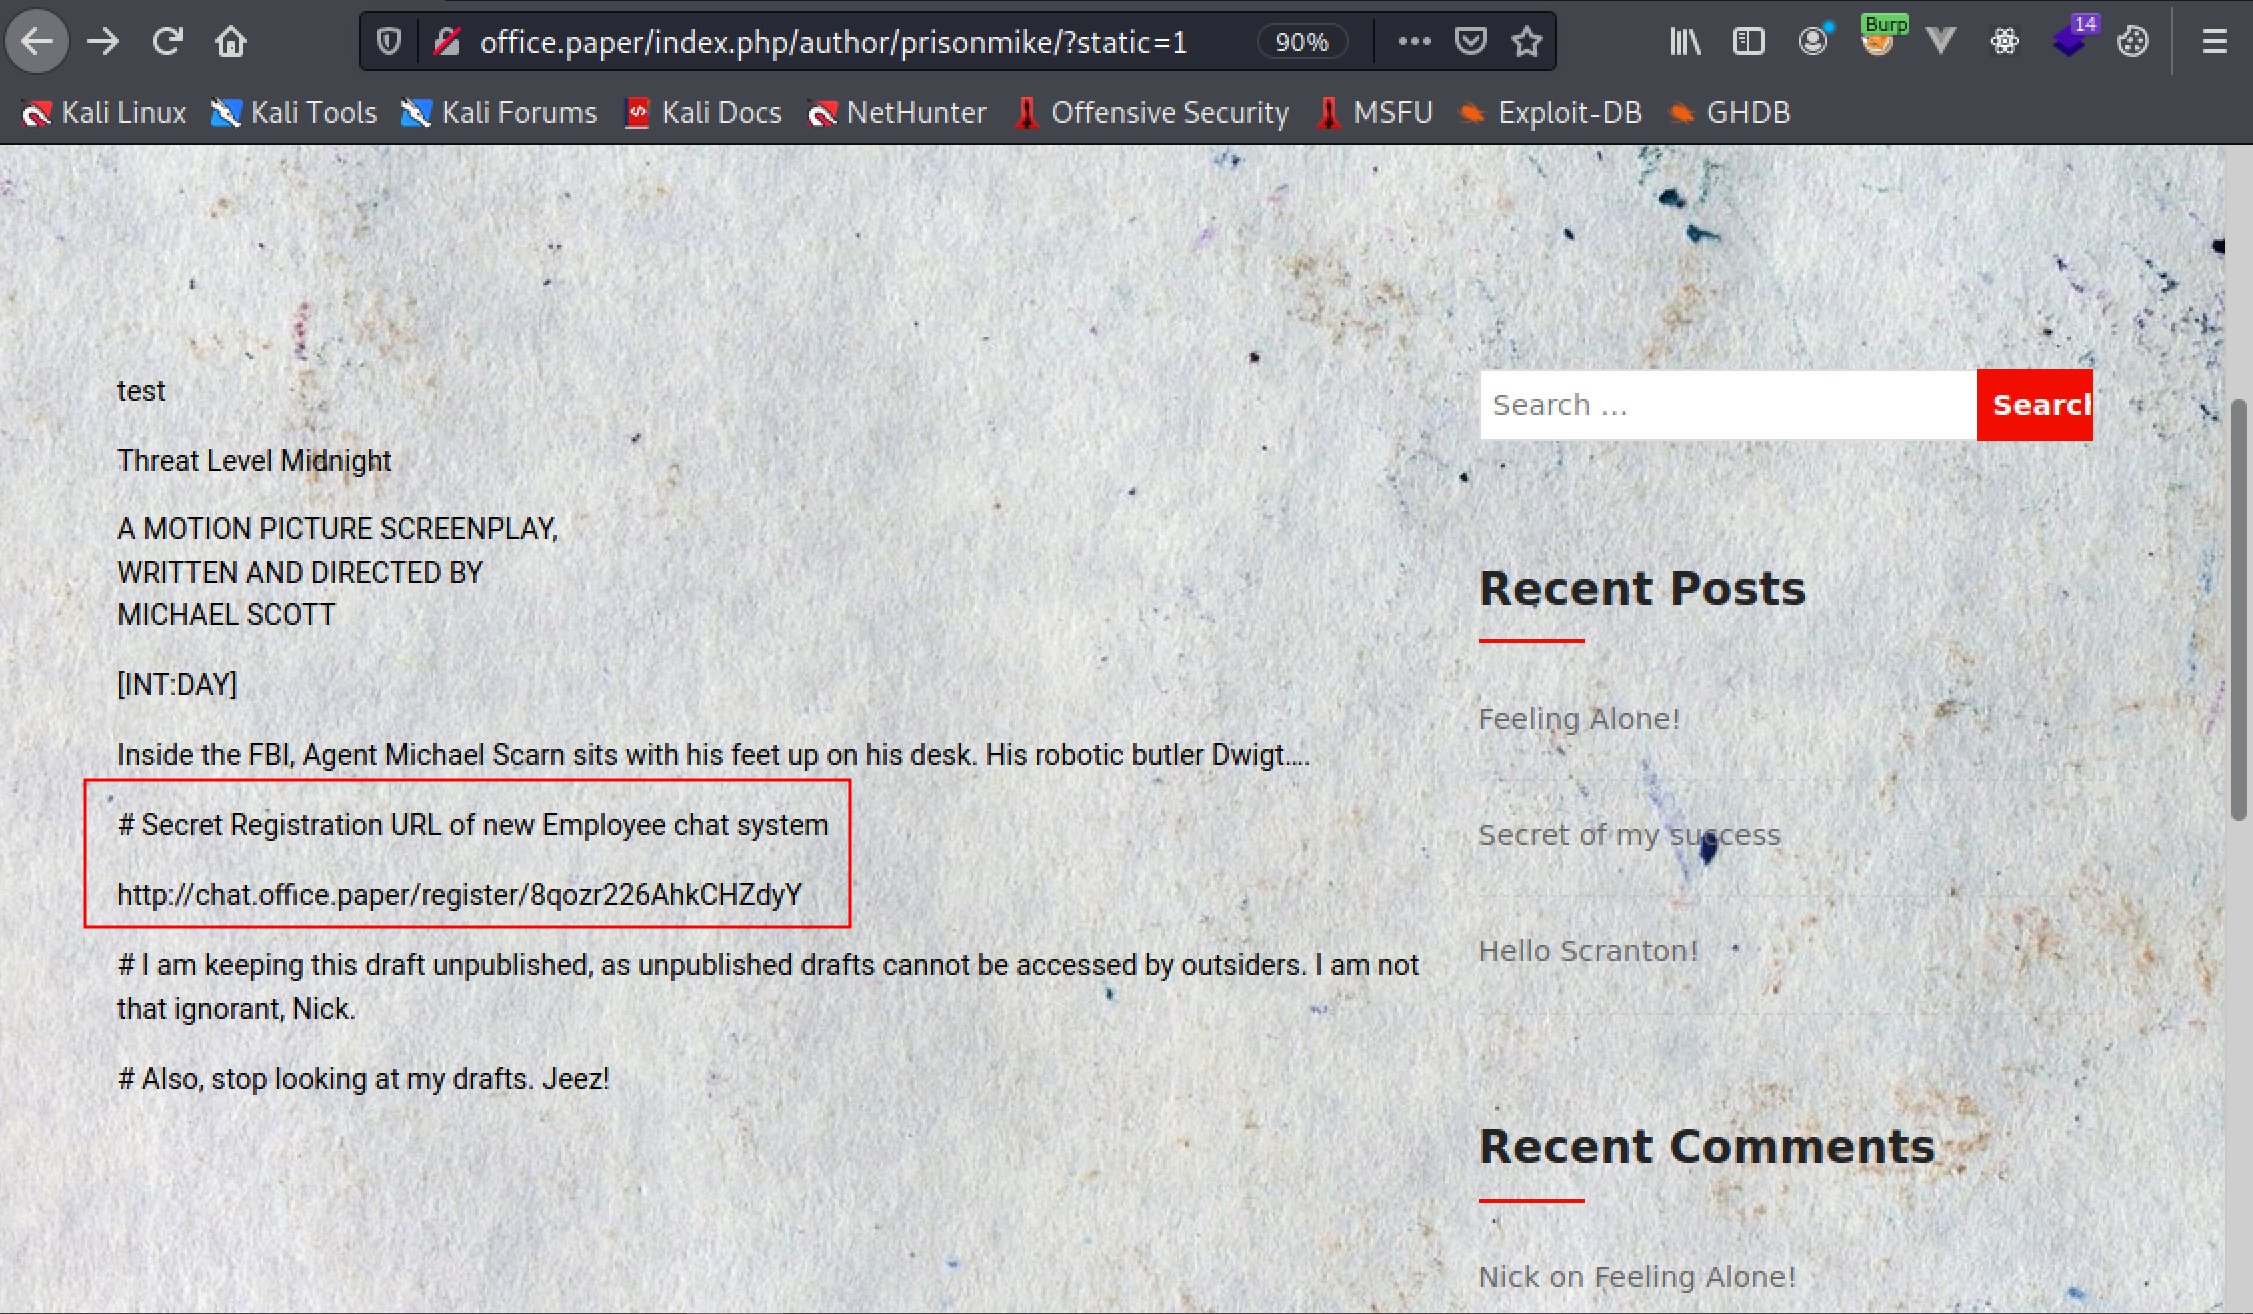 office.paper/index.php/author/prisonmike/?static=1
90%
Burp
14
Kali Linux
Kali Tools
Kali Forums
Kali Docs
NetHunter
Offensive Security
MSFU
Exploit-DB
GHDB
test
Threat Level Midnight
A MOTION PICTURE SCREENPLAY,
WRITTEN AND DIRECTED BY
MICHAEL SCOTT
[INT:DAY]
Inside the FBI, Agent Michael Scarn sits with his feet up on his desk. His robotic butler Dwigt….
# Secret Registration URL of new Employee chat system
http://chat.office.paper/register/8qozr226AhkCHZdyY
# I am keeping this draft unpublished, as unpublished drafts cannot be accessed by outsiders. I am not
that ignorant, Nick.
# Also, stop looking at my drafts. Jeez!
Search …
Search
Recent Posts
Feeling Alone!
Secret of my success
Hello Scranton!
Recent Comments
Nick on Feeling Alone!